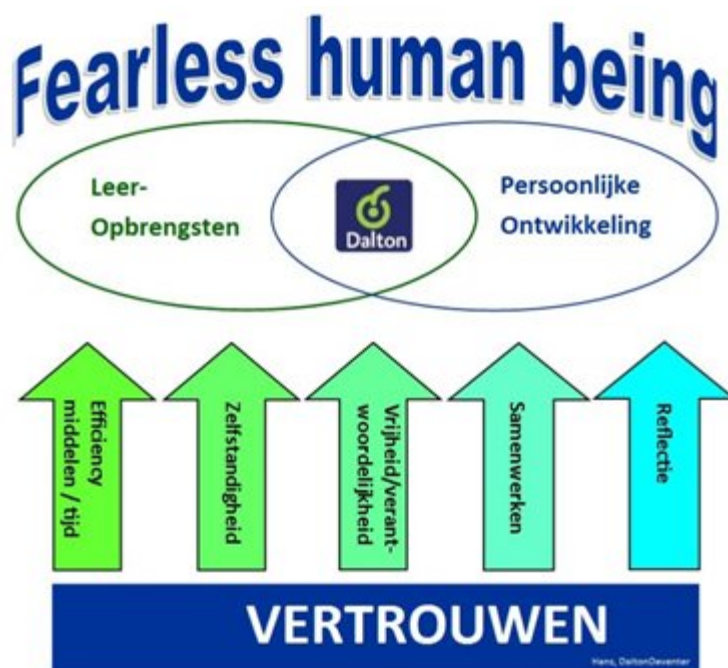 Fearless human being
Leer-
Opbrengsten
Dalton
Persoonlijke
Ontwikkeling
Efficiency
middelen / tijd
Zelfstandigheid
Vrijheid/verant-
woordelijkheid
Samenwerken
Reflectie
VERTROUWEN
Hans, DaltonDeventer